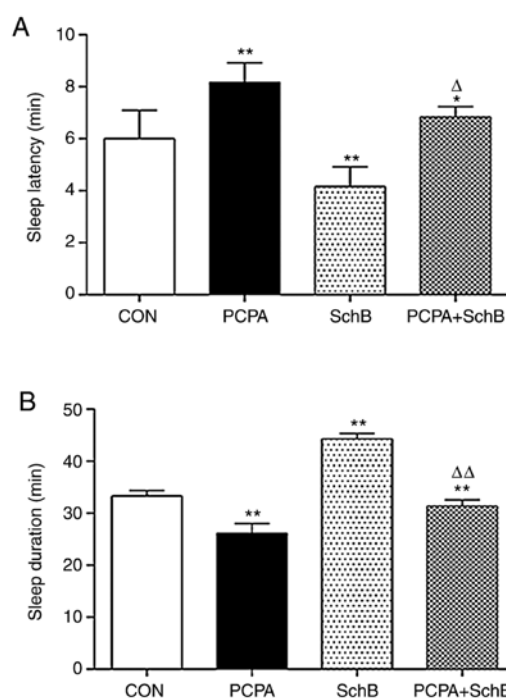 A
10
8
6
4
2
0
Sleep latency (min)
**
**
Δ
*
CON PCPA SchB PCPA+SchB
B
50
40
30
20
10
0
Sleep duration (min)
**
**
ΔΔ
**
CON PCPA SchB PCPA+SchB